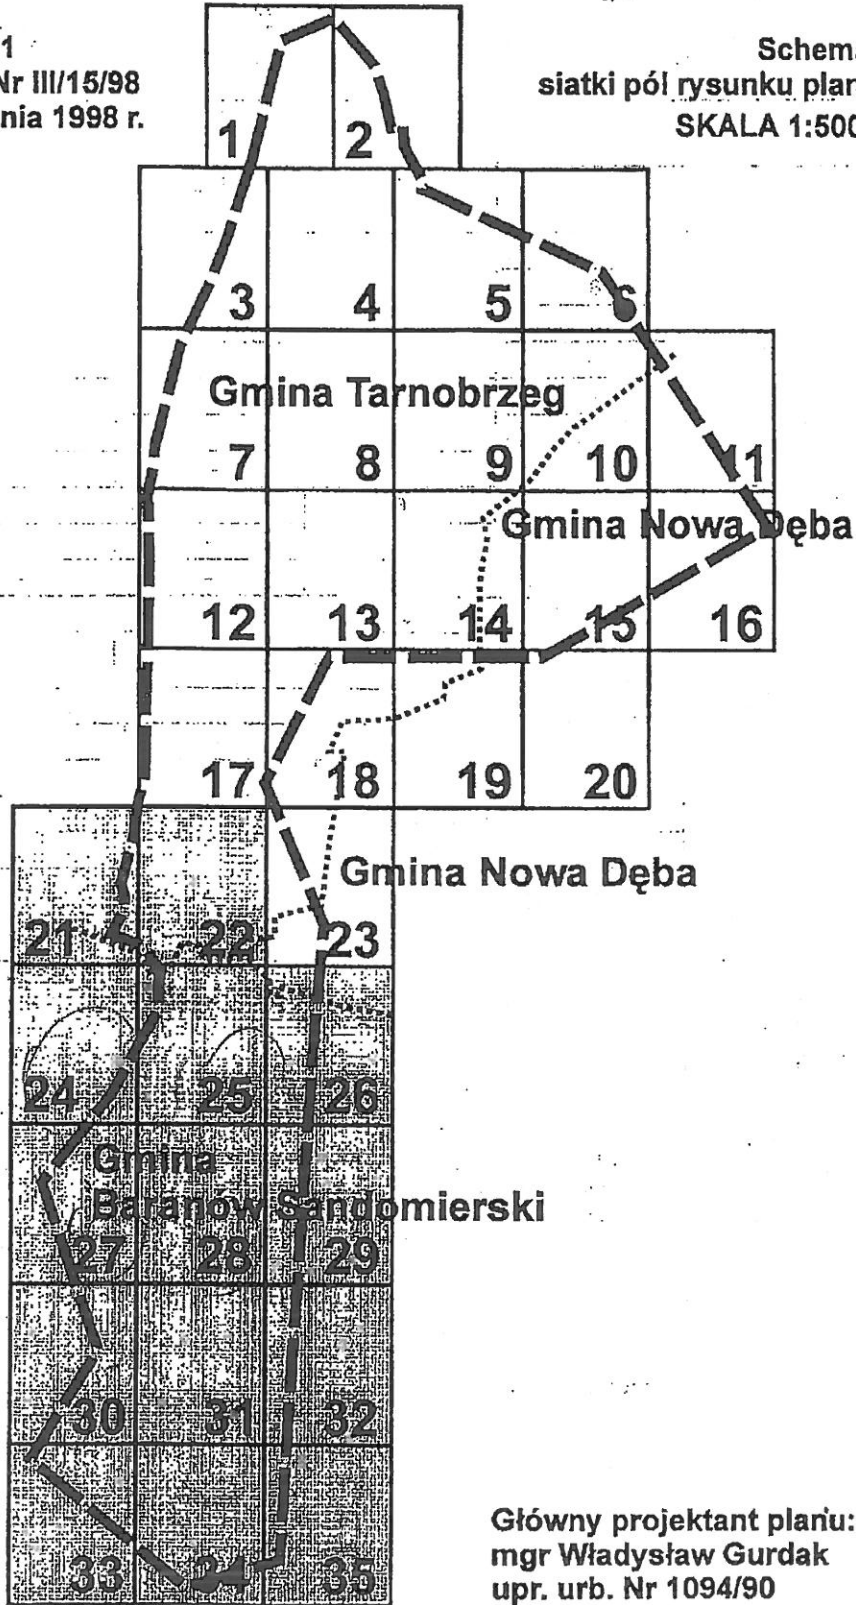 1
Nr III/15/98
nia 1998 r.
Schema
siatki pól rysunku plan
SKALA 1:500
1 2
3 4 5 6
Gmina Tarnobrzeg
7 8 9 10 11
Gmina Nowa Dęba
12 13 14 15 16
17 18 19 20
Gmina Nowa Dęba
21 22 23
24 25 26
Gmina
Baranów Sandomierski
27 28 29
30 31 32
33 34 35
Główny projektant planu:
mgr Władysław Gurdak
upr. urb. Nr 1094/90